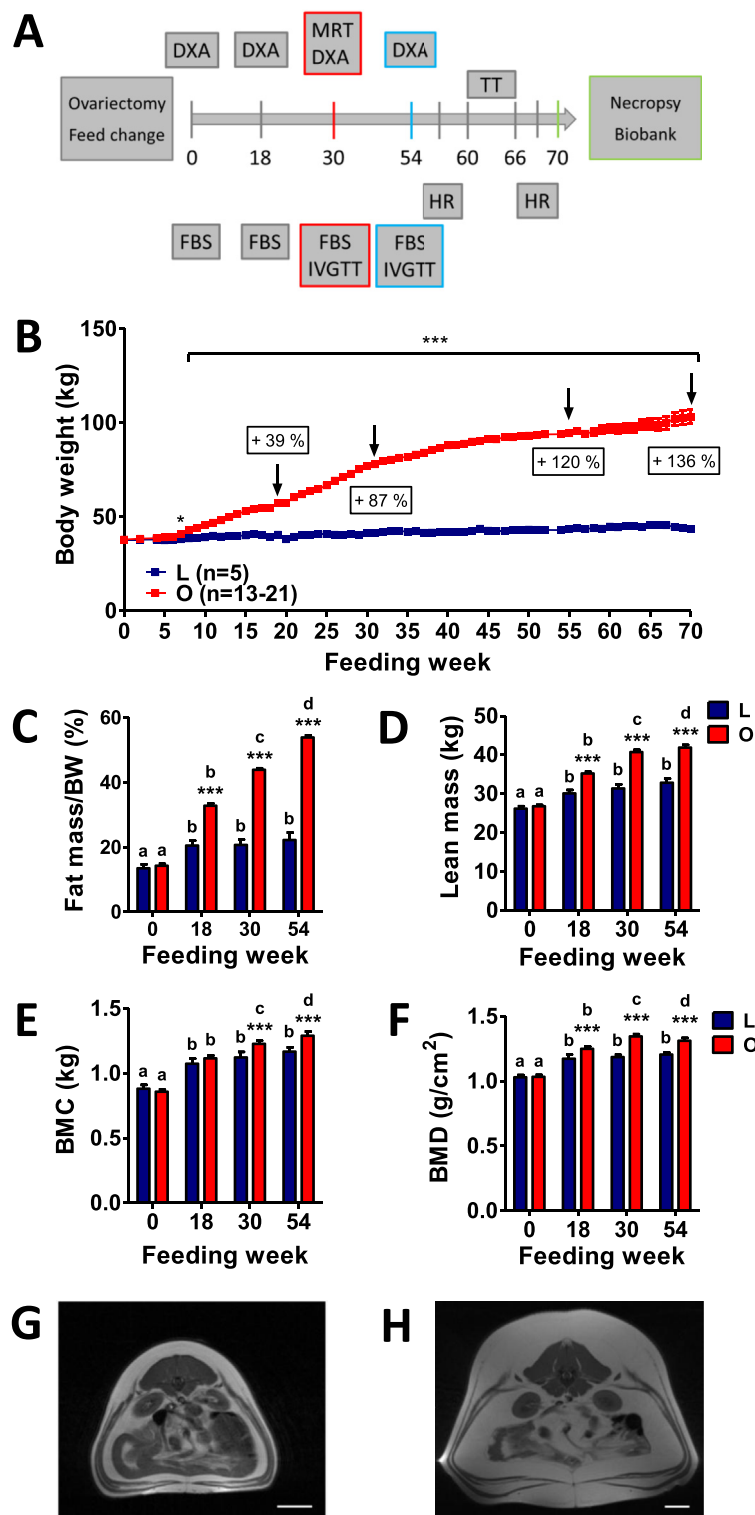 A
DXA DXA MRT DXA
DXA
TT
Ovariectomy
Feed change
Necropsy
Biobank
0 18 30 54 60 66 70
HR HR
FBS FBS FBS FBS
IVGTT IVGTT
B
Body weight (kg)
150
100
50
0
***
*
+ 39 %
+ 87 %
+ 120 %
+ 136 %
L (n=5)
O (n=13-21)
0 5 10 15 20 25 30 35 40 45 50 55 60 65 70
Feeding week
C
Fat mass/BW (%)
60
40
20
0
a a b b *** b c *** b d ***
0 18 30 54
Feeding week
D
Lean mass (kg)
50
40
30
20
10
0
a a b b *** b c *** b d ***
L
O
0 18 30 54
Feeding week
E
BMC (kg)
1.5
1.0
0.5
0.0
a a b b b c *** b d ***
0 18 30 54
Feeding week
F
BMD (g/cm²)
1.5
1.0
0.5
0.0
a a b b *** b c *** b d ***
L
O
0 18 30 54
Feeding week
G
H